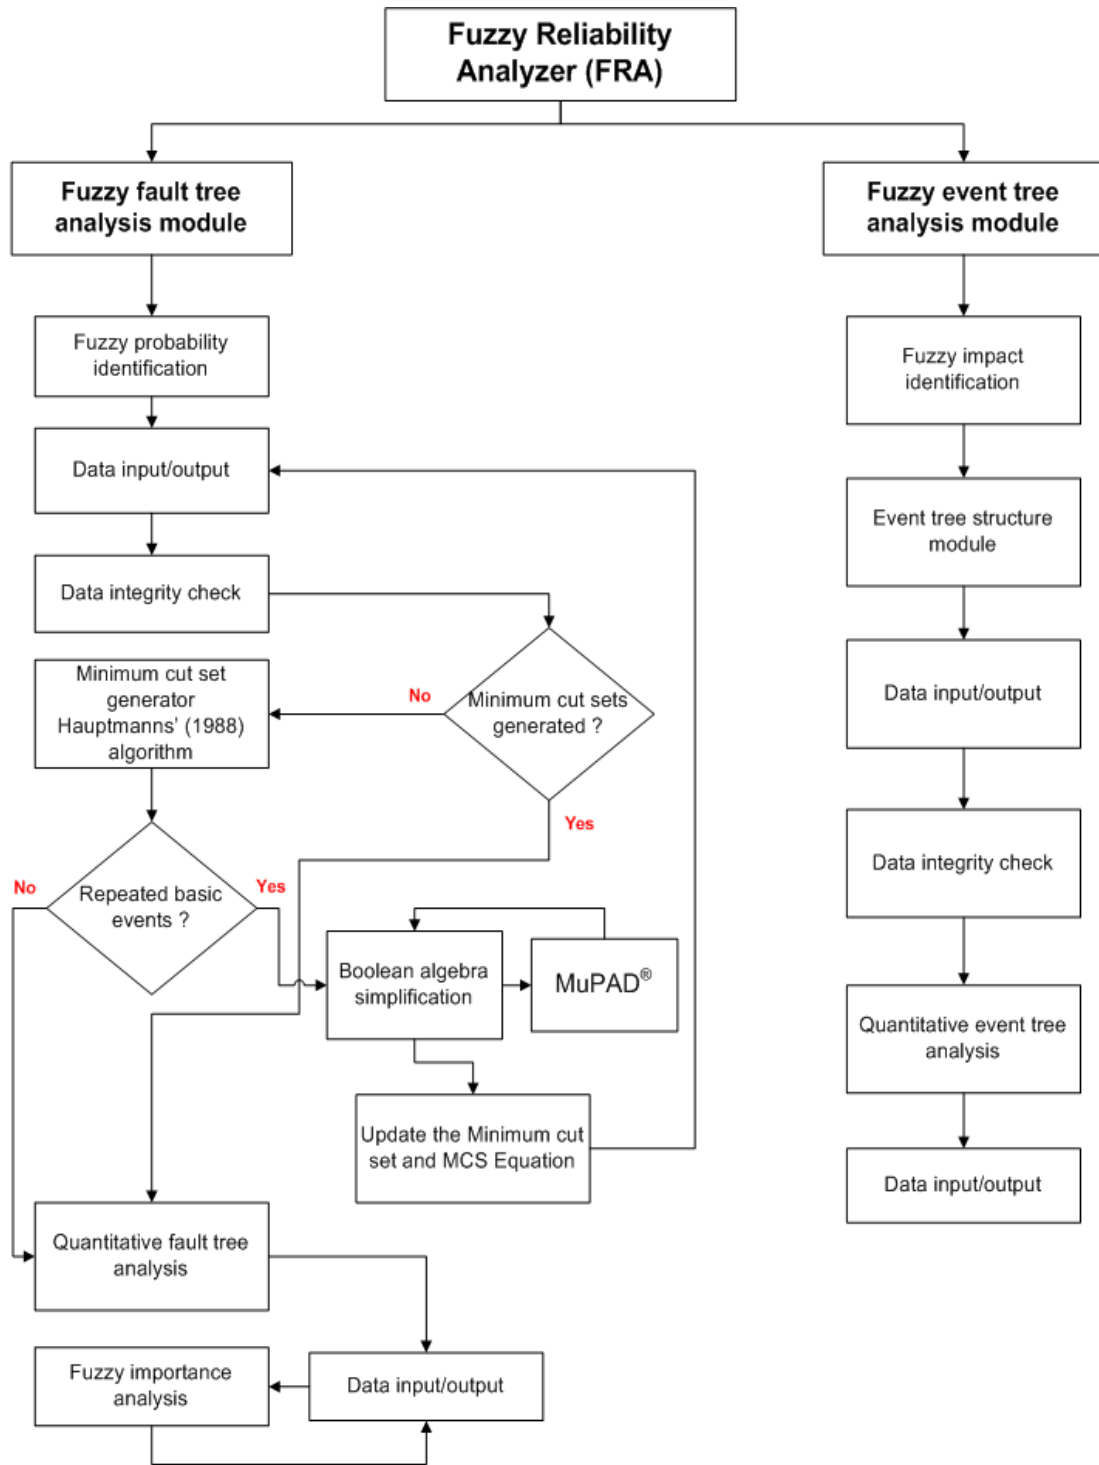 Fuzzy Reliability
Analyzer (FRA)
Fuzzy fault tree
analysis module
Fuzzy event tree
analysis module
Fuzzy probability
identification
Fuzzy impact
identification
Data input/output
Event tree structure
module
Data integrity check
Minimum cut sets
generated ?
No
Yes
Minimum cut set
generator
Hauptmanns' (1988)
algorithm
Data input/output
Data integrity check
Repeated basic
events ?
No
Yes
Boolean algebra
simplification
MuPAD®
Quantitative event tree
analysis
Update the Minimum cut
set and MCS Equation
Data input/output
Quantitative fault tree
analysis
Fuzzy importance
analysis
Data input/output